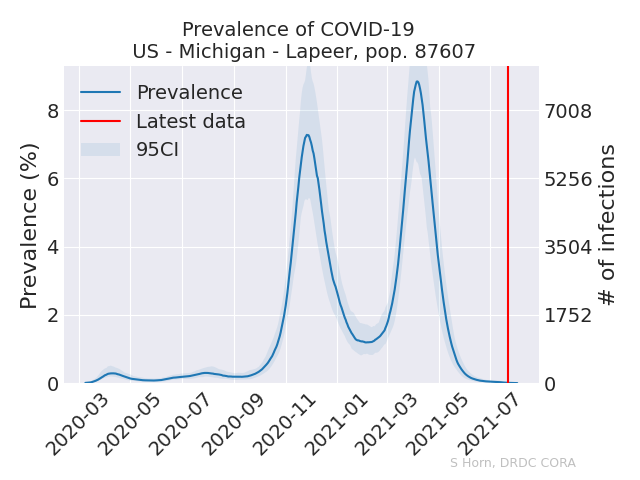 Prevalence of COVID-19
US - Michigan - Lapeer, pop. 87607
Prevalence
Latest data
95CI
Prevalence (%)
8
6
4
2
0
7008
5256
3504
1752
0
# of infections
2020-03
2020-05
2020-07
2020-09
2020-11
2021-01
2021-03
2021-05
2021-07
S Horn, DRDC CORA